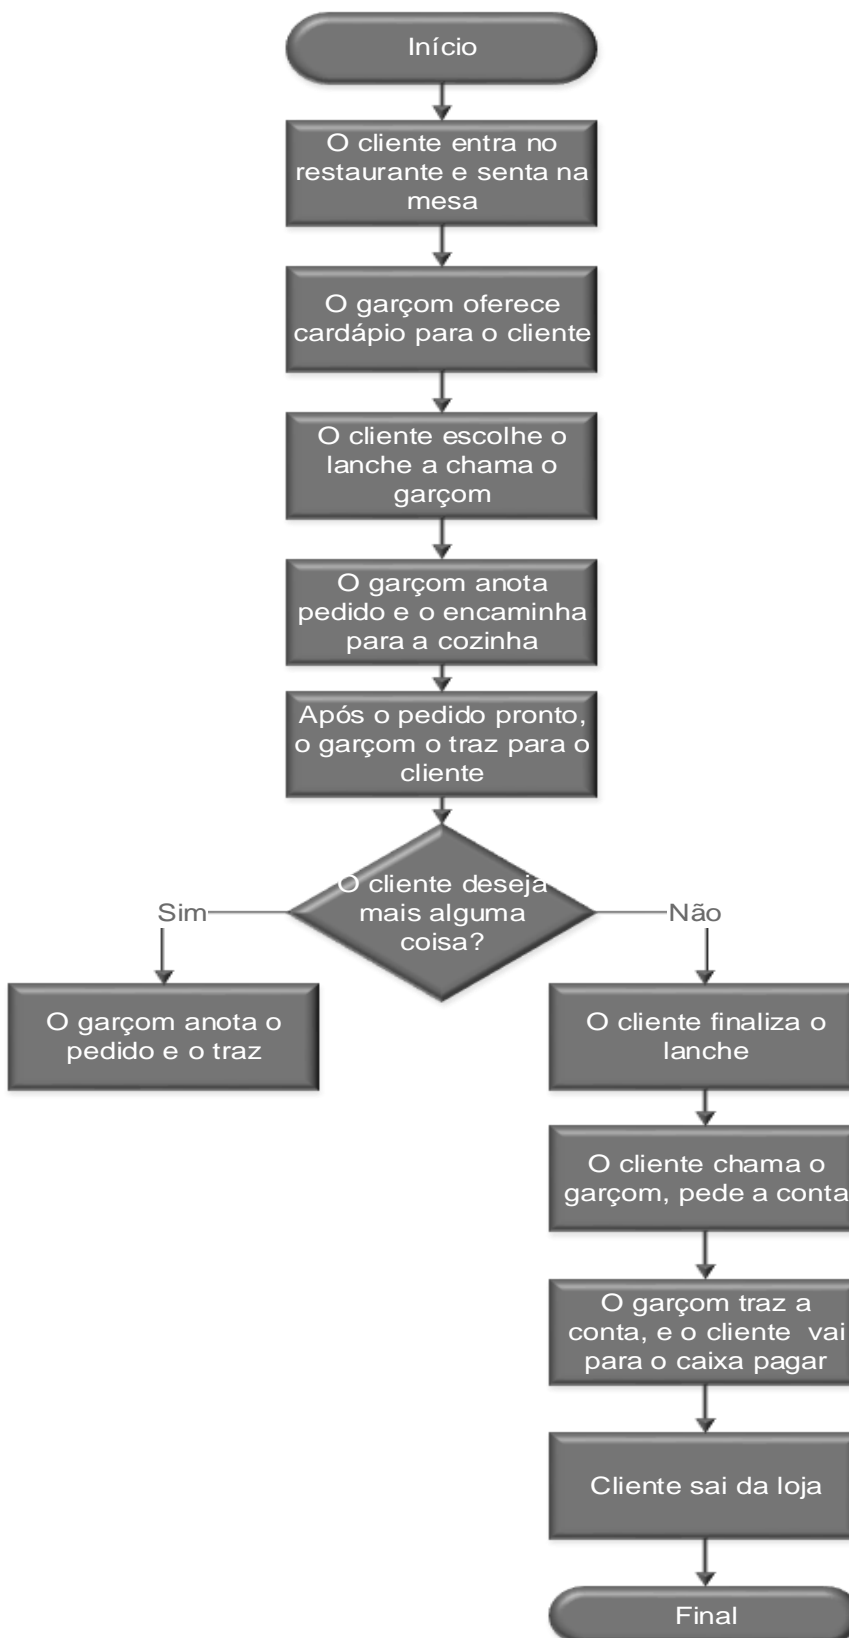 Início
O cliente entra no
restaurante e senta na
mesa
O garçom oferece
cardápio para o cliente
O cliente escolhe o
lanche a chama o
garçom
O garçom anota
pedido e o encaminha
para a cozinha
Após o pedido pronto,
o garçom o traz para o
cliente
O cliente deseja
mais alguma
coisa?
Sim
Não
O garçom anota o
pedido e o traz
O cliente finaliza o
lanche
O cliente chama o
garçom, pede a conta
O garçom traz a
conta, e o cliente vai
para o caixa pagar
Cliente sai da loja
Final